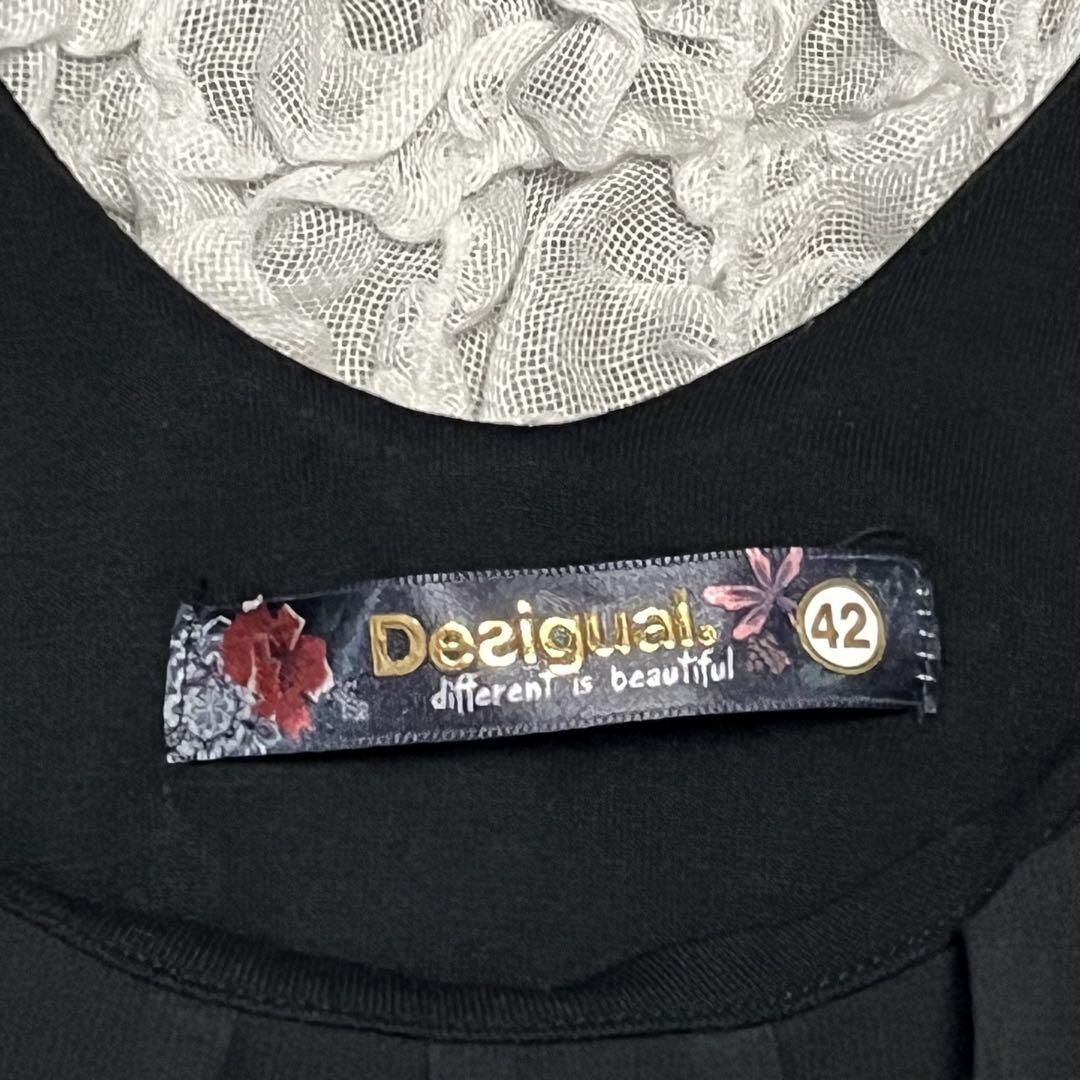 Desigual.
different is beautiful
42